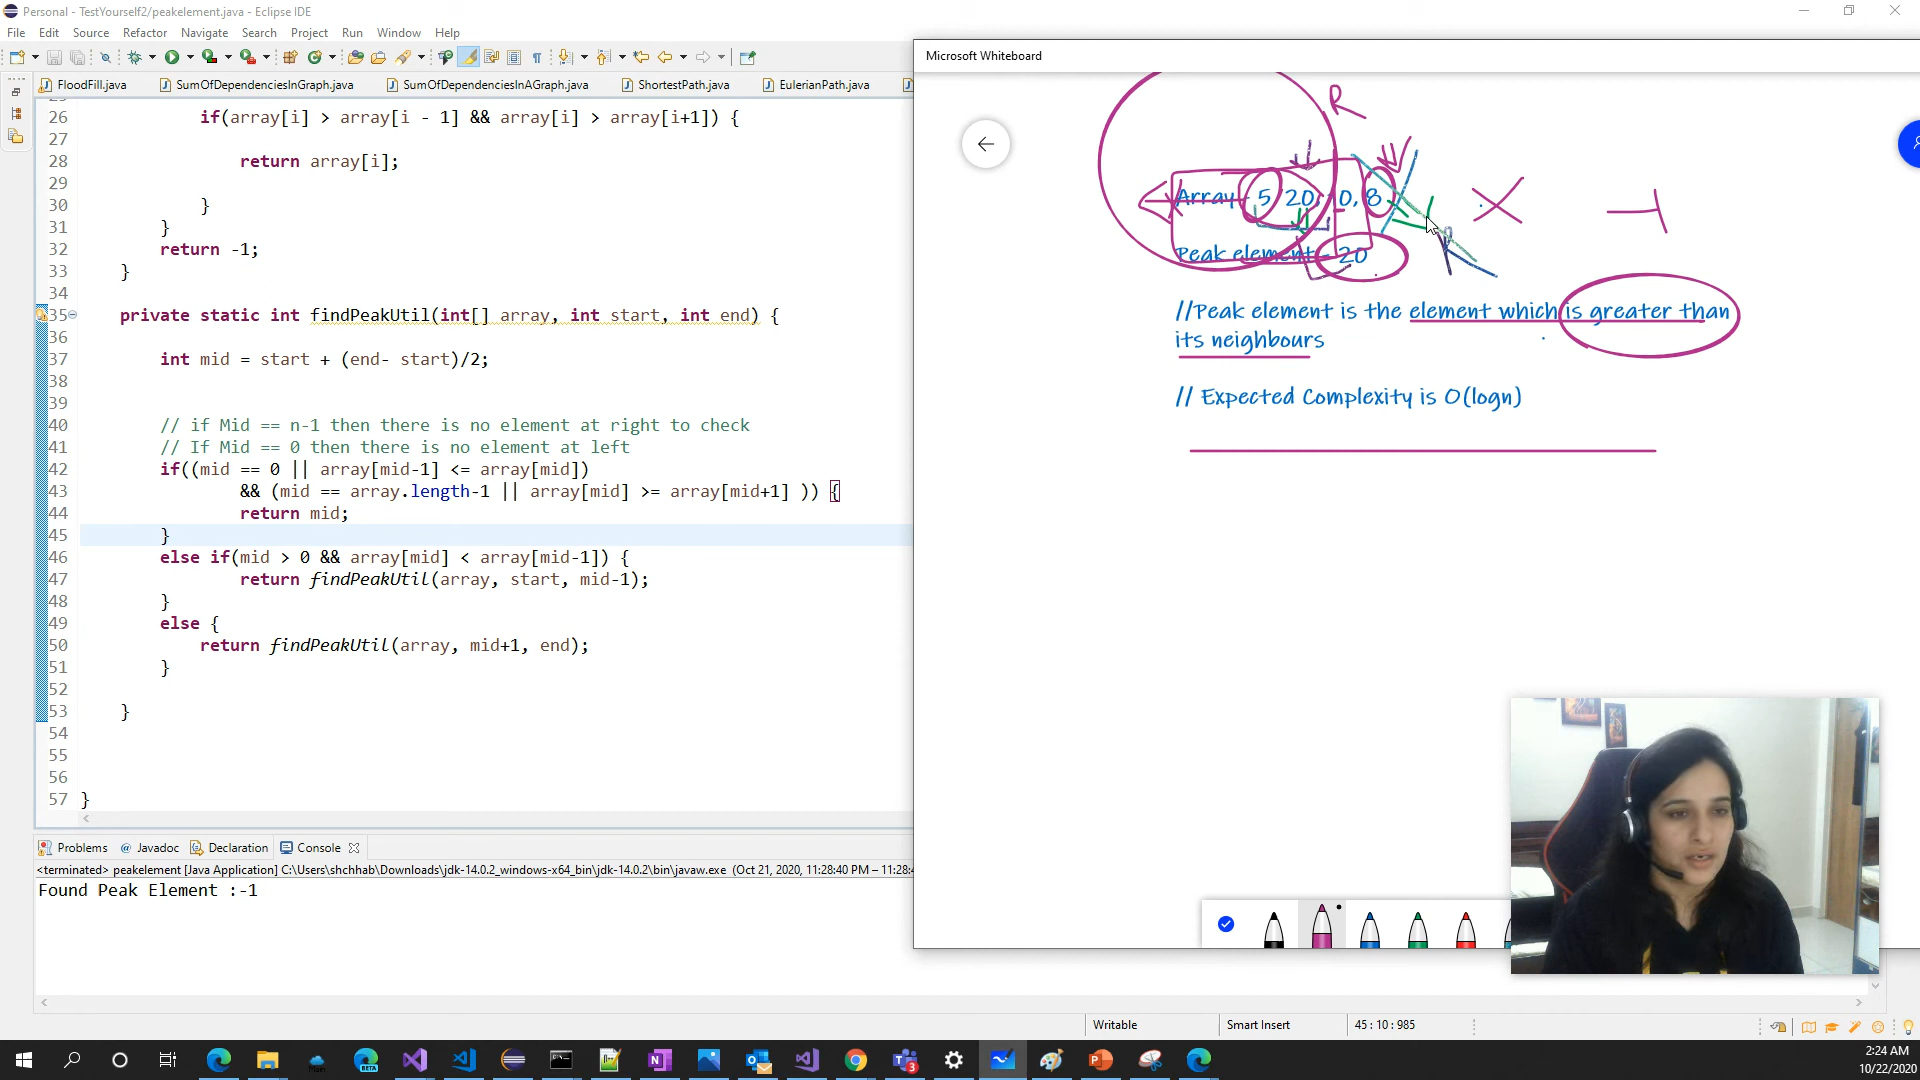 Personal - TestYourself2/peakelement.java - Eclipse IDE
File Edit Source Refactor Navigate Search Project Run Window Help
FloodFill.java SumOfDependenciesInGraph.java SumOfDependenciesInAGraph.java ShortestPath.java EulerianPath.java
26 if(array[i] > array[i - 1] && array[i] > array[i+1]) {
27
28 return array[i];
29
30 }
31 }
32 return -1;
33 }
34
35 private static int findPeakUtil(int[] array, int start, int end) {
36
37 int mid = start + (end- start)/2;
38
39
40 // if Mid == n-1 then there is no element at right to check
41 // If Mid == 0 then there is no element at left
42 if((mid == 0 || array[mid-1] <= array[mid])
43 && (mid == array.length-1 || array[mid] >= array[mid+1] )) {
44 return mid;
45 }
46 else if(mid > 0 && array[mid] < array[mid-1]) {
47 return findPeakUtil(array, start, mid-1);
48 }
49 else {
50 return findPeakUtil(array, mid+1, end);
51 }
52
53 }
54
55
56
57 }
Problems Javadoc Declaration Console
<terminated> peakelement [Java Application] C:\Users\shchhab\Downloads\jdk-14.0.2_windows-x64_bin\jdk-14.0.2\bin\javaw.exe (Oct 21, 2020, 11:28:40 PM – 11:28:4
Found Peak Element :-1
Microsoft Whiteboard
R
Array - 5, 20, 10, 8
X -1
Peak element - 20
R
//Peak element is the element which is greater than
its neighbours
// Expected Complexity is O(logn)
Writable Smart Insert 45 : 10 : 985
BETA
3
2:24 AM
10/22/2020